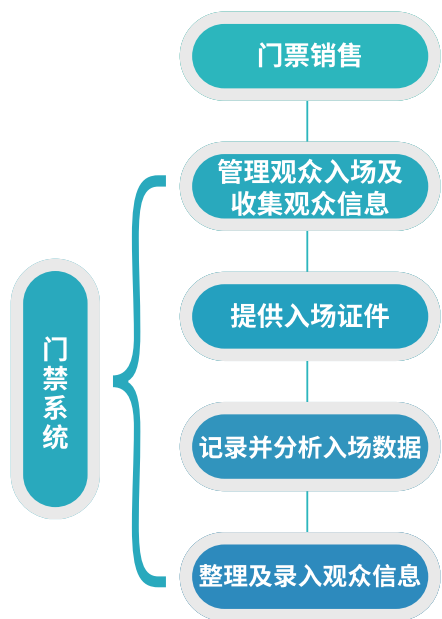 门票销售
管理观众入场及
收集观众信息
提供入场证件
门禁系统
记录并分析入场数据
整理及录入观众信息